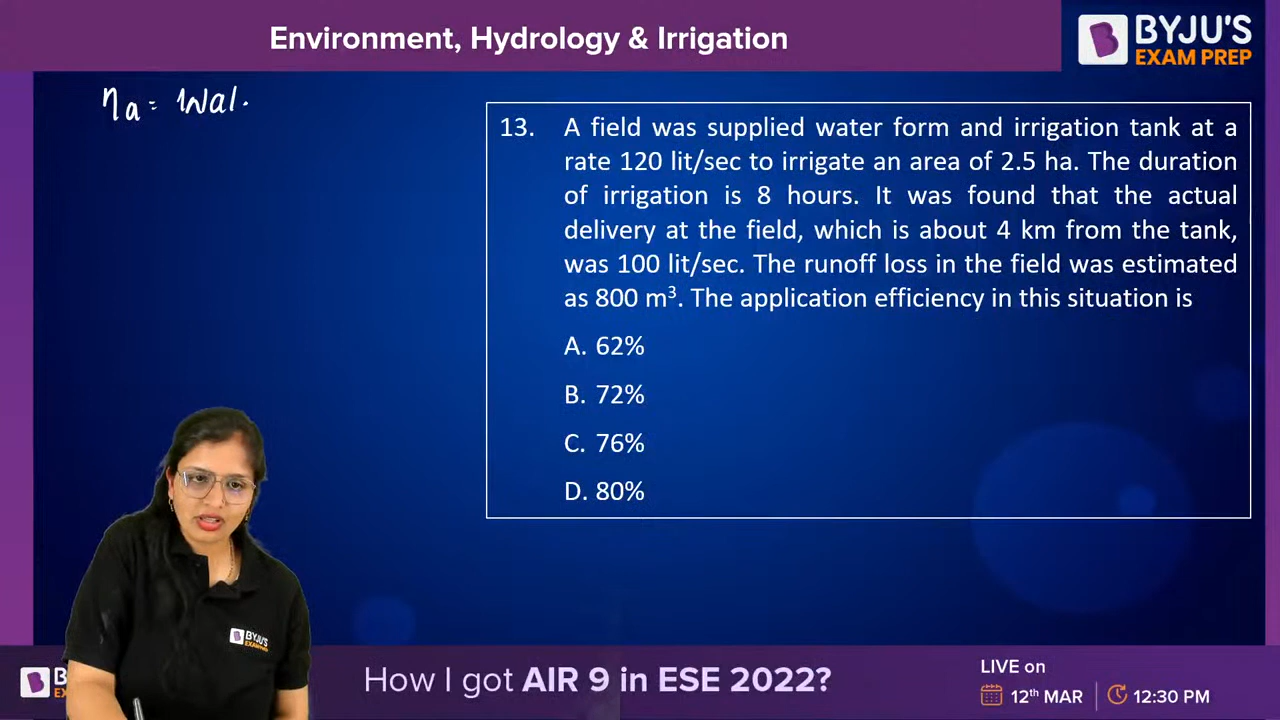 Environment, Hydrology & Irrigation
BYJU'S
EXAM PREP
ηa = Wal.
13. A field was supplied water form and irrigation tank at a
rate 120 lit/sec to irrigate an area of 2.5 ha. The duration
of irrigation is 8 hours. It was found that the actual
delivery at the field, which is about 4 km from the tank,
was 100 lit/sec. The runoff loss in the field was estimated
as 800 m³. The application efficiency in this situation is
A. 62%
B. 72%
C. 76%
D. 80%
BYJU'S
How I got AIR 9 in ESE 2022?
LIVE on
12th MAR
12:30 PM